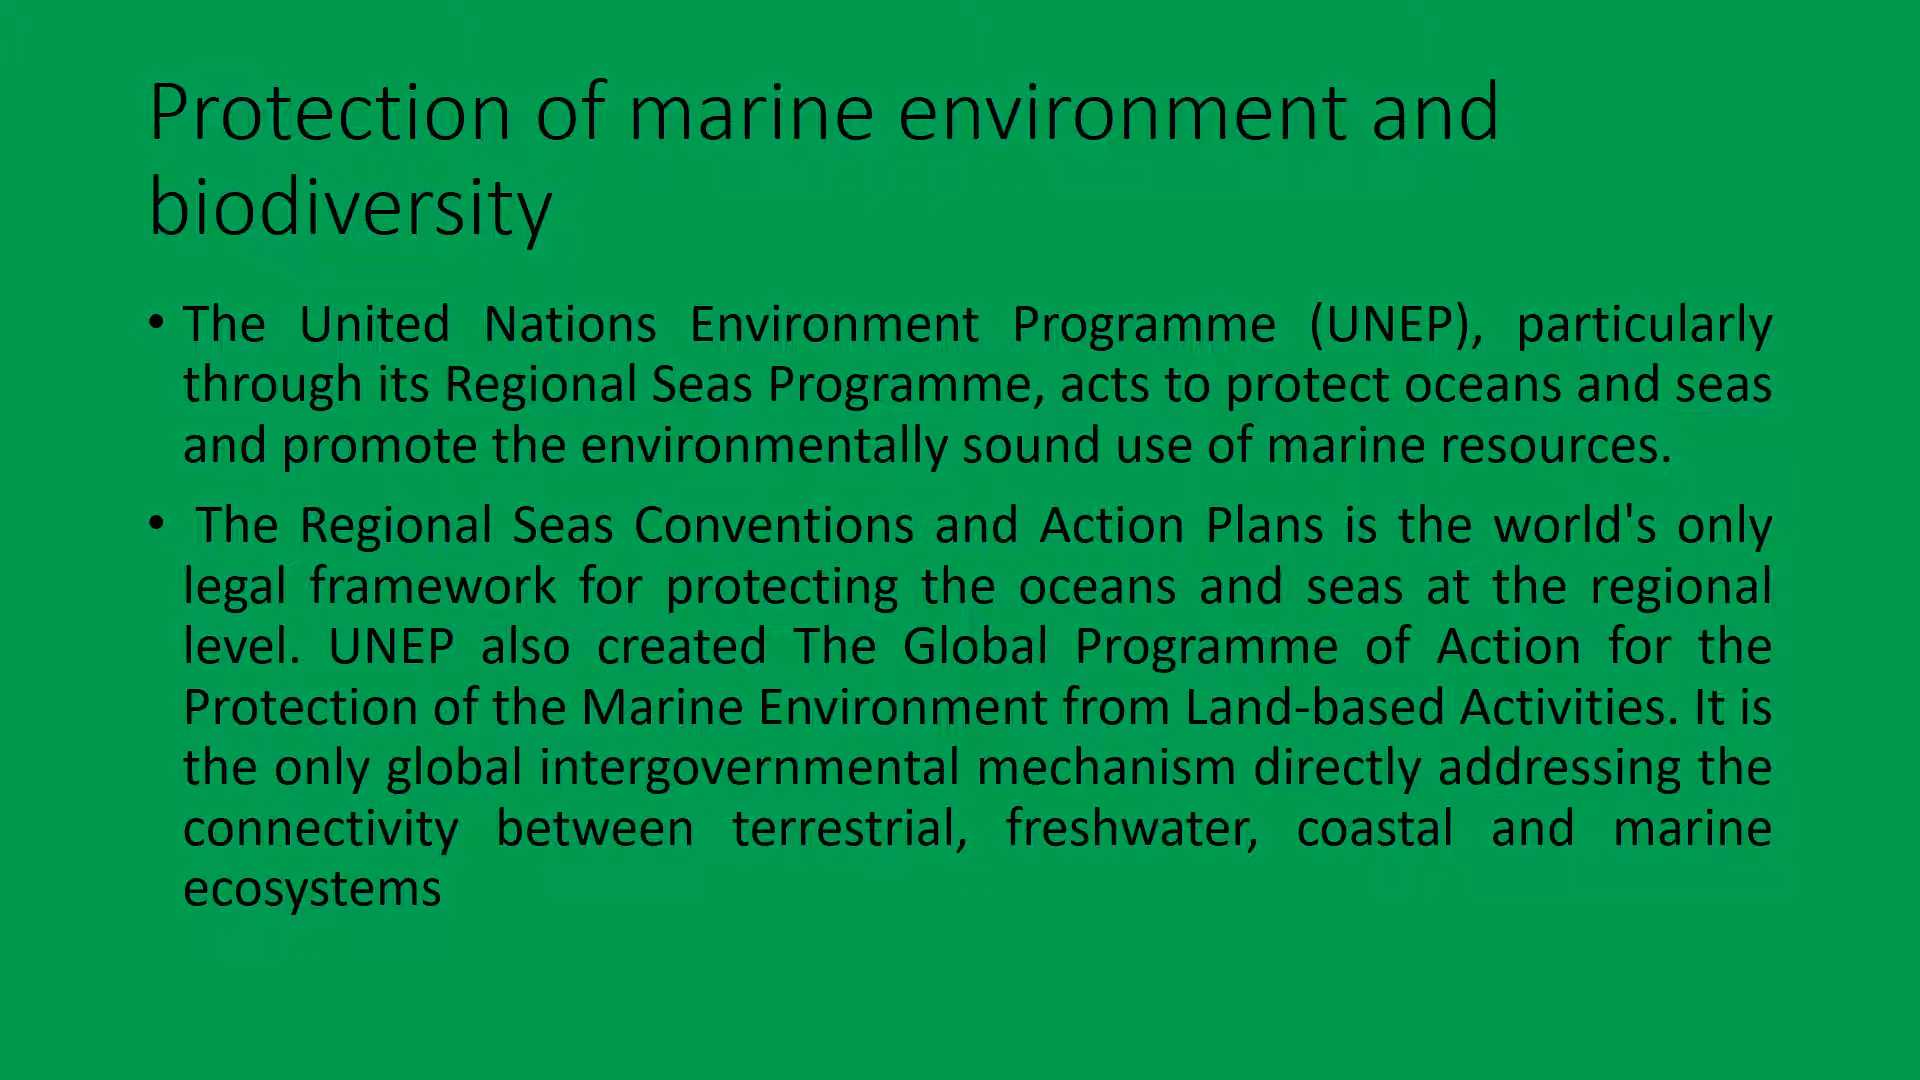 Protection of marine environment and
biodiversity
• The United Nations Environment Programme (UNEP), particularly
through its Regional Seas Programme, acts to protect oceans and seas
and promote the environmentally sound use of marine resources.
• The Regional Seas Conventions and Action Plans is the world's only
legal framework for protecting the oceans and seas at the regional
level. UNEP also created The Global Programme of Action for the
Protection of the Marine Environment from Land-based Activities. It is
the only global intergovernmental mechanism directly addressing the
connectivity between terrestrial, freshwater, coastal and marine
ecosystems